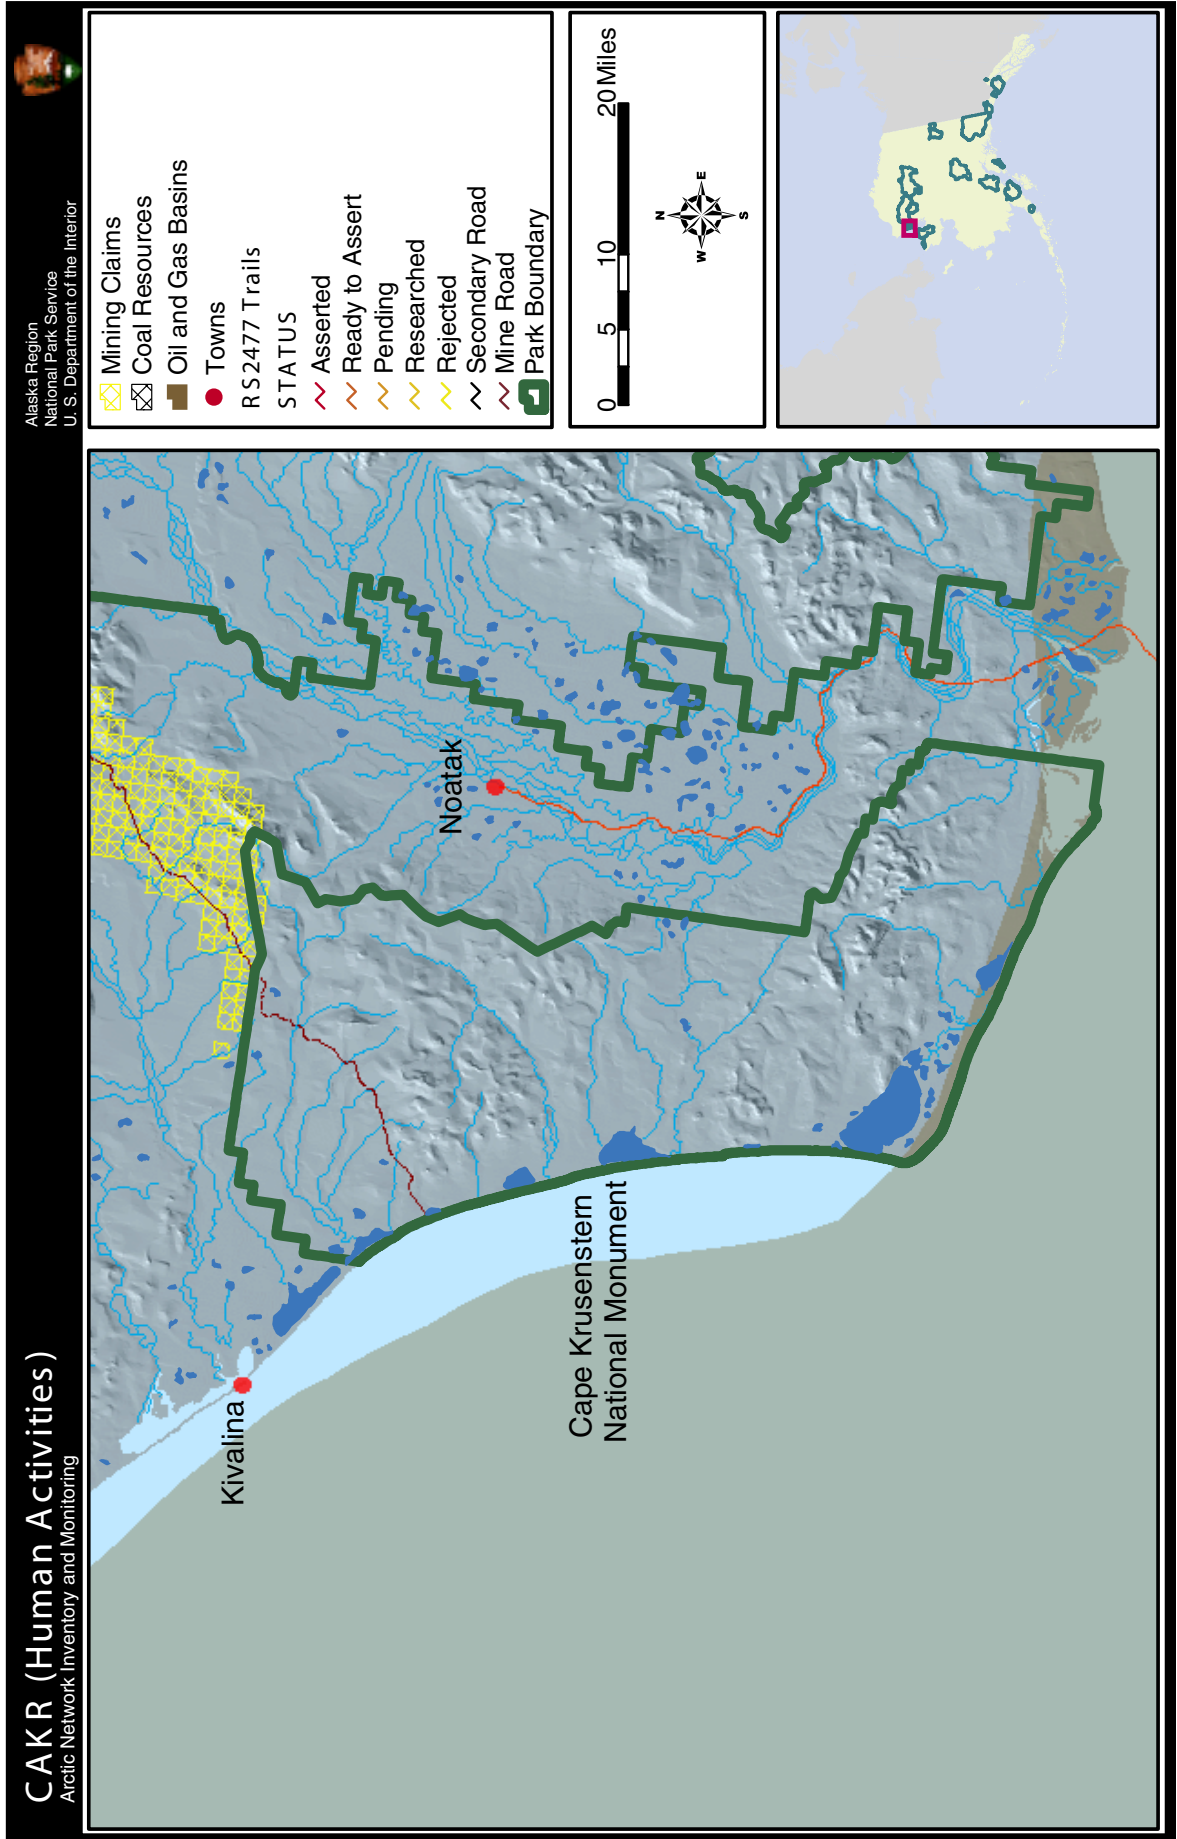 CAKR (Human Activities)
Arctic Network Inventory and Monitoring
Alaska Region
National Park Service
U. S. Department of the Interior
Kivalina
Noatak
Cape Krusenstern
National Monument
Mining Claims
Coal Resources
Oil and Gas Basins
Towns
RS2477 Trails
STATUS
Asserted
Ready to Assert
Pending
Researched
Rejected
Secondary Road
Mine Road
Park Boundary
0 5 10 20 Miles
N
W E
S